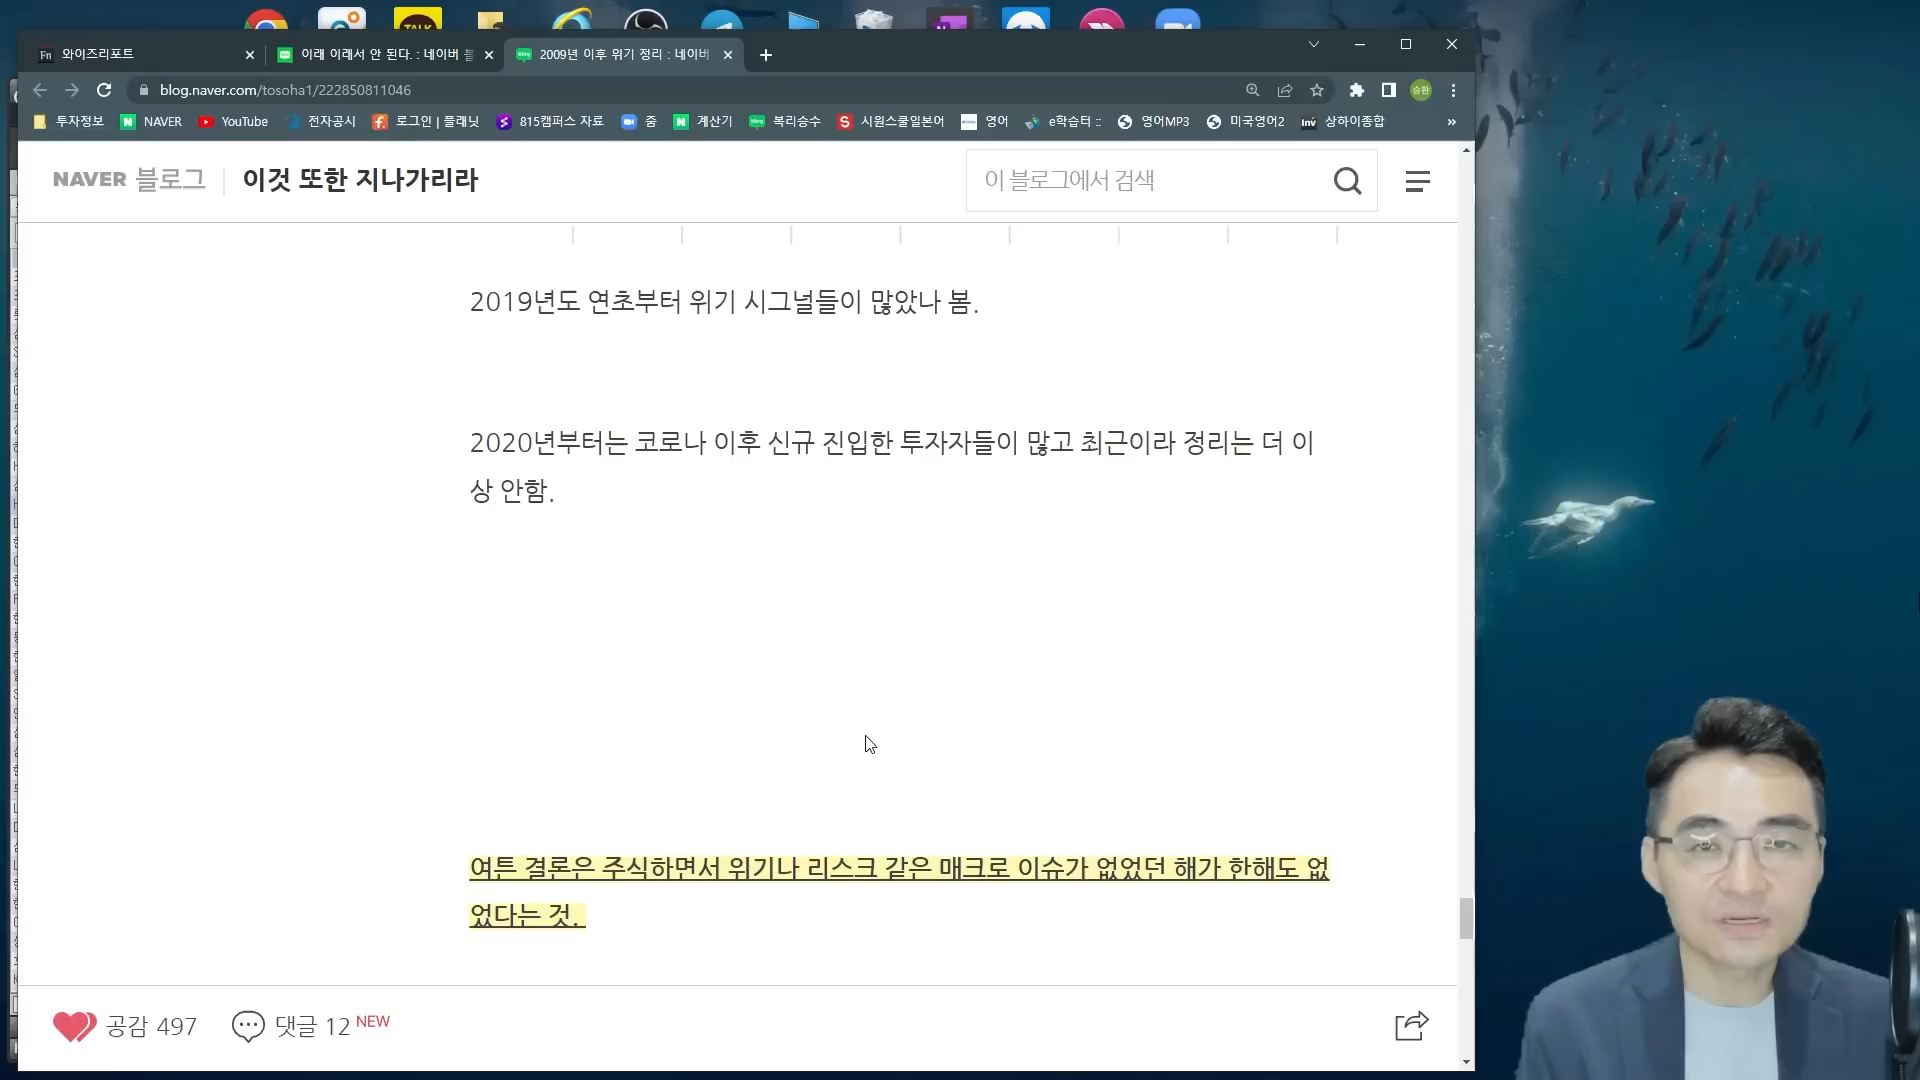 TALK
Fn 와이즈리포트
이래 이래서 안 된다. : 네이버 블
2009년 이후 위기 정리 : 네이버
blog.naver.com/tosoha1/222850811046
승환
투자정보 NAVER YouTube 전자공시 로그인 | 플래닛 815캠퍼스 자료 줌 계산기 복리승수 시원스쿨일본어 영어 e학습터 :: 영어MP3 미국영어2 Inv 상하이종합 »
NAVER 블로그 이것 또한 지나가리라
이 블로그에서 검색
2019년도 연초부터 위기 시그널들이 많았나 봄.
2020년부터는 코로나 이후 신규 진입한 투자자들이 많고 최근이라 정리는 더 이
상 안함.
여튼 결론은 주식하면서 위기나 리스크 같은 매크로 이슈가 없었던 해가 한해도 없
었다는 것.
공감 497 댓글 12 NEW